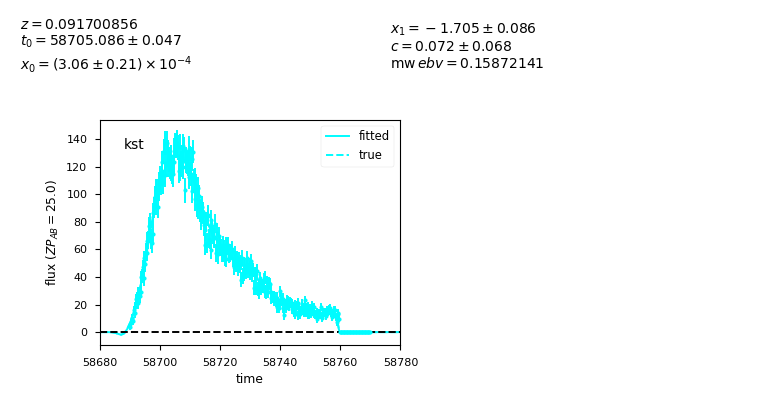 z = 0.091700856
t₀ = 58705.086 ± 0.047
x₀ = (3.06 ± 0.21) × 10⁻⁴
x₁ = −1.705 ± 0.086
c = 0.072 ± 0.068
mw ebv = 0.15872141
kst
fitted
true
flux (ZP_AB = 25.0)
140
120
100
80
60
40
20
0
58680 58700 58720 58740 58760 58780
time